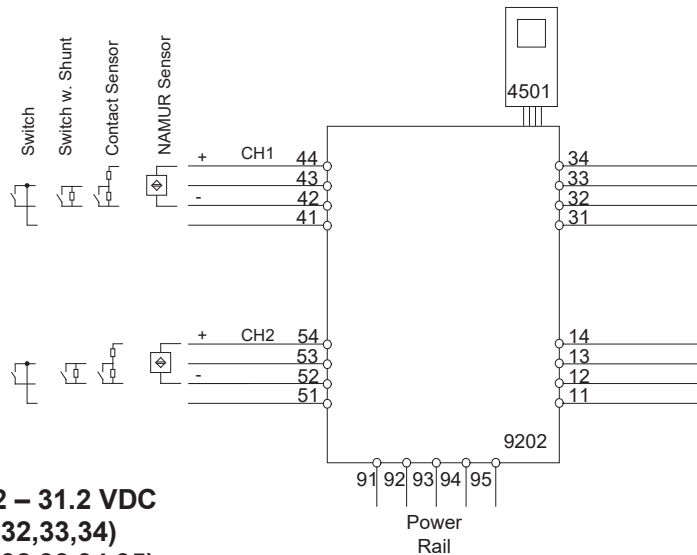 Switch
Switch w. Shunt
Contact Sensor
NAMUR Sensor
4501
+ CH1 44
43
- 42
41
34
33
32
31
+ CH2 54
53
- 52
51
14
13
12
11
9202
91 92 93 94 95
Power
Rail
2 – 31.2 VDC
32,33,34)